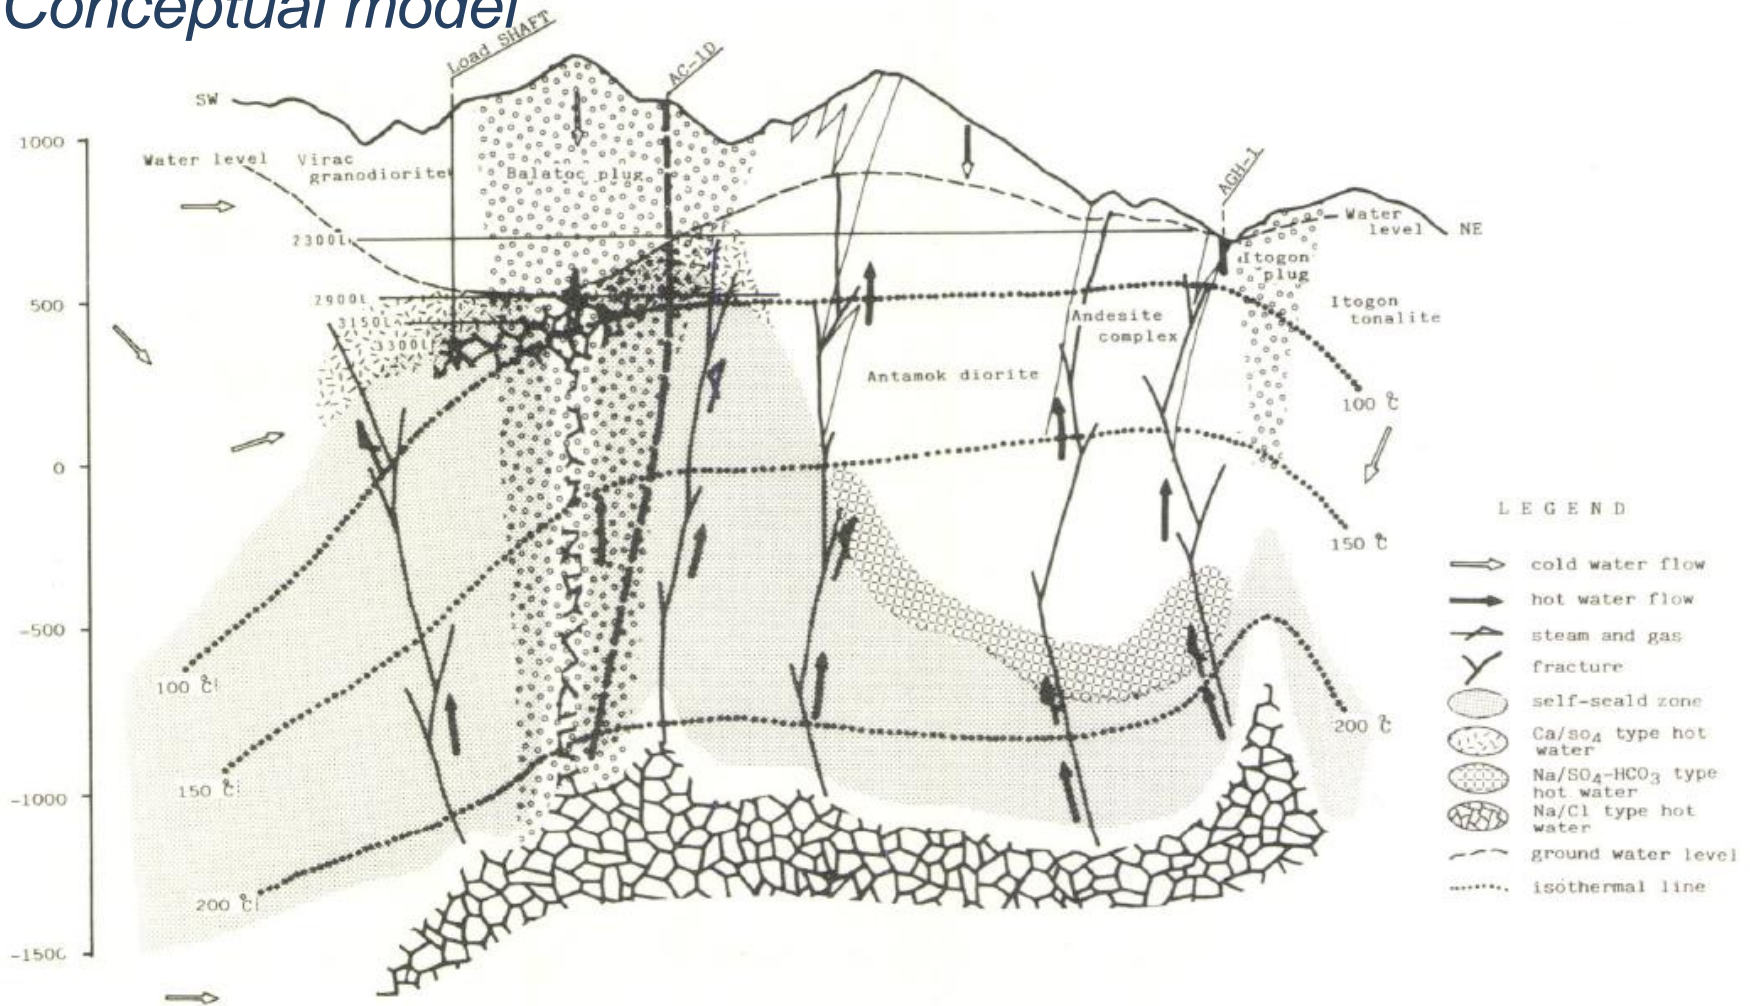 Conceptual model
Load SHAFT
AC-1D
SW
1000
Water level
Virac
granodiorite
Balatoc plug
AGH-1
Water
level
NE
2300L
Itogon
plug
500
2900L
3150L
3300L
Itogon
tonalite
Andesite
complex
Antamok diorite
100 °C
0
150 °C
-500
100 °C
200 °C
150 °C
-1000
200 °C
-1500
LEGEND
cold water flow
hot water flow
steam and gas
fracture
self-seald zone
Ca/so4 type hot
water
Na/SO4-HCO3 type
hot water
Na/Cl type hot
water
ground water level
isothermal line